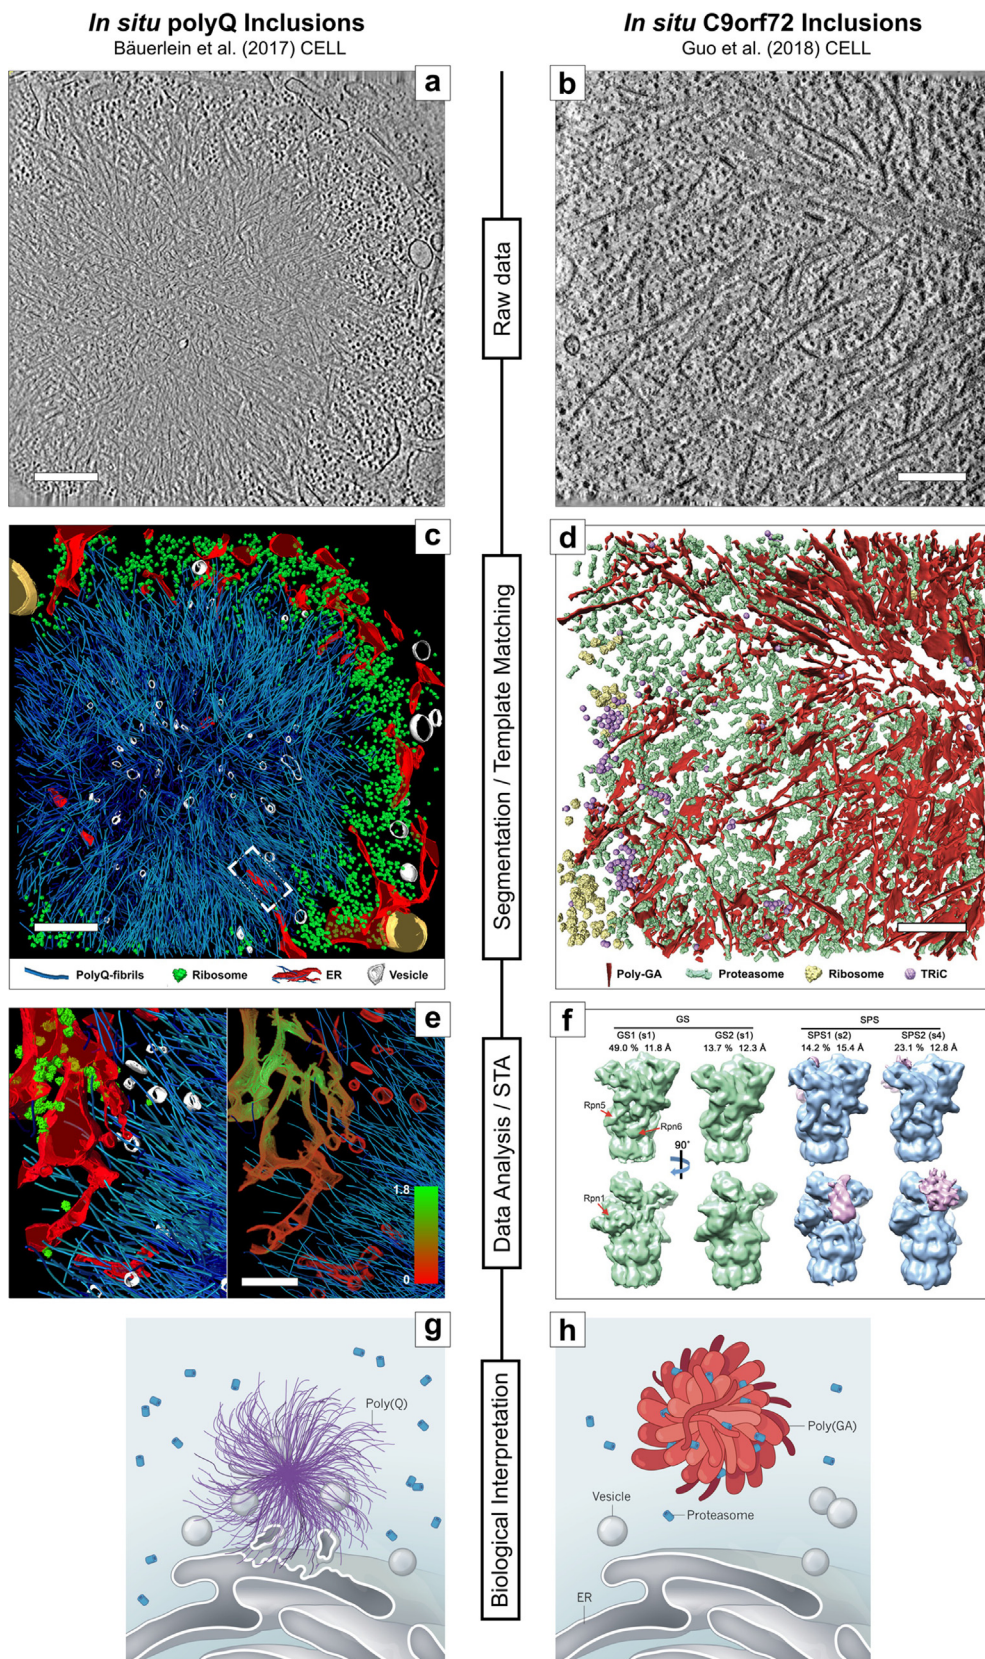 In situ polyQ Inclusions
Bäuerlein et al. (2017) CELL
In situ C9orf72 Inclusions
Guo et al. (2018) CELL
a
b
Raw data
c
d
Segmentation / Template Matching
PolyQ-fibrils Ribosome ER Vesicle
Poly-GA Proteasome Ribosome TRiC
e
1.8
0
Data Analysis / STA
f
GS SPS
GS1 (s1) GS2 (s1) SPS1 (s2) SPS2 (s4)
49.0 % 11.8 Å 13.7 % 12.3 Å 14.2 % 15.4 Å 23.1 % 12.8 Å
Rpn5
Rpn6
90°
Rpn1
g
Poly(Q)
Biological Interpretation
h
Poly(GA)
Vesicle
Proteasome
ER